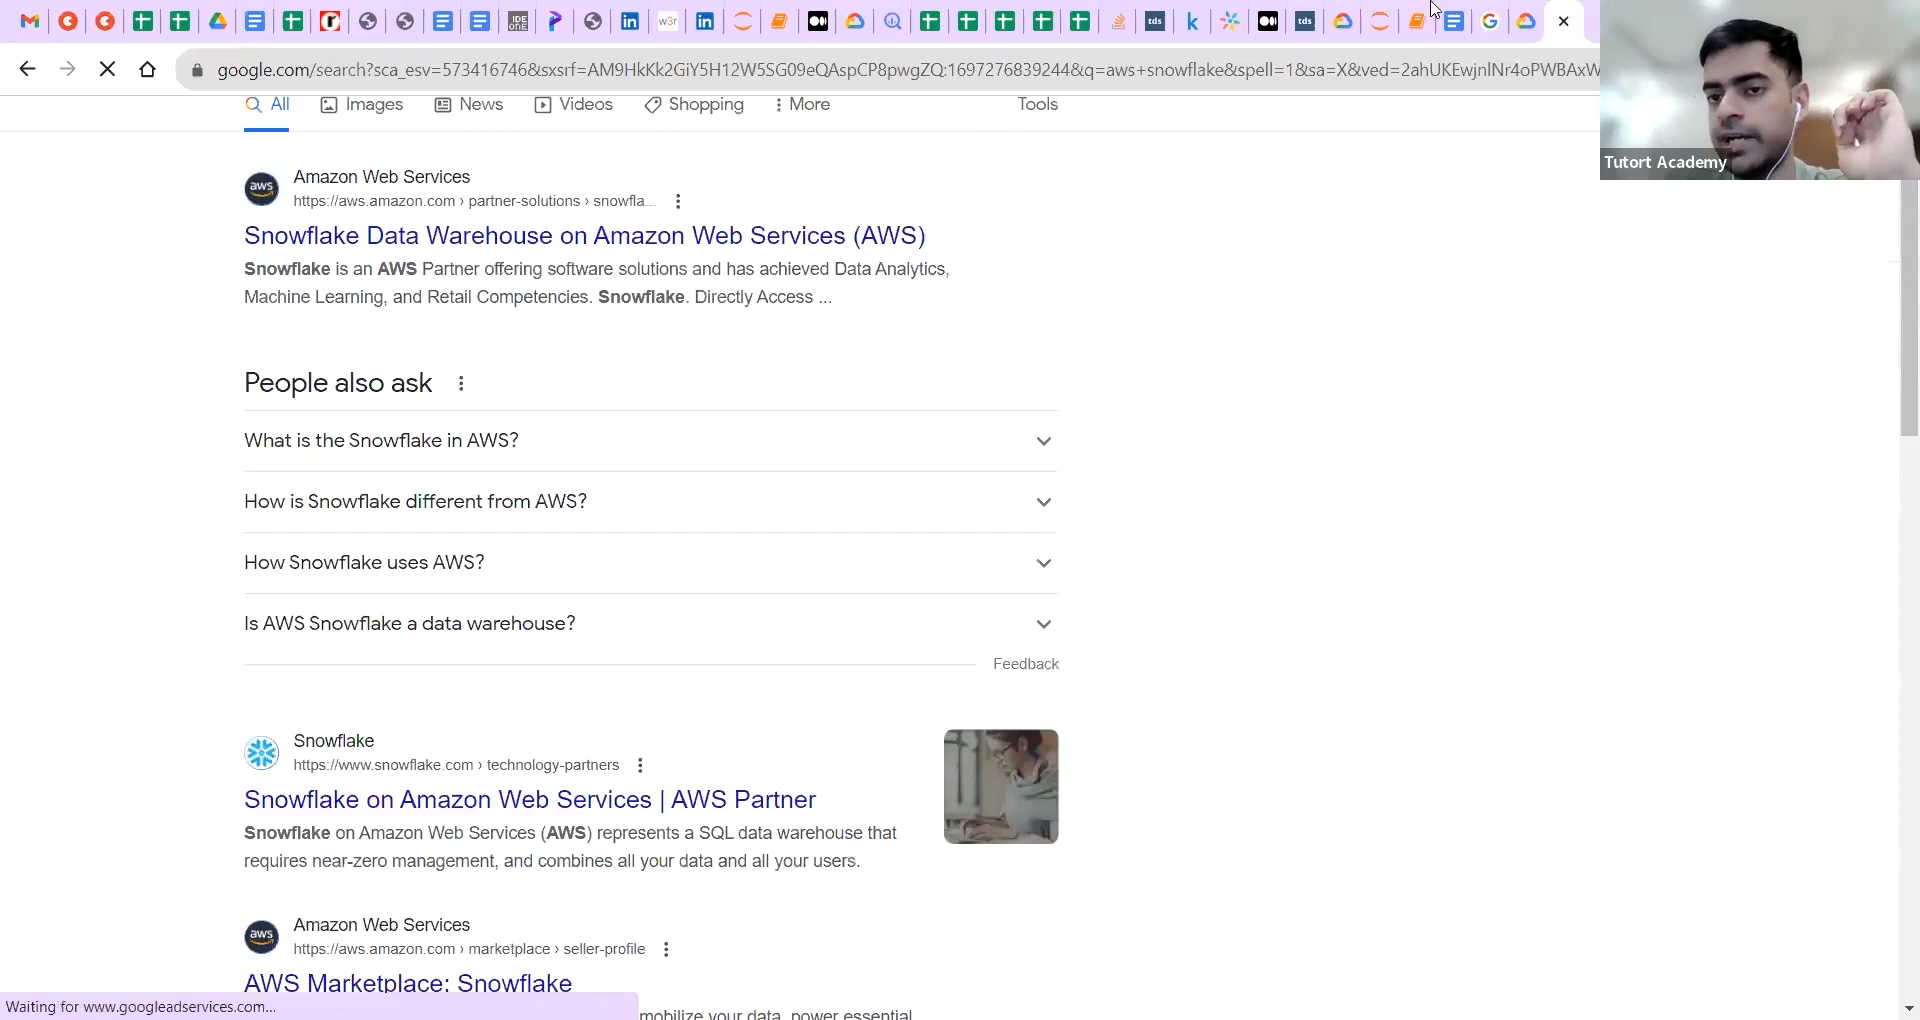 google.com/search?sca_esv=573416746&sxsrf=AM9HkKk2GiY5H12W5SG09eQAspCP8pwgZQ:1697276839244&q=aws+snowflake&spell=1&sa=X&ved=2ahUKEwjnlNr4oPWBAxW
All Images News Videos Shopping More Tools
Tutort Academy
aws
Amazon Web Services
https://aws.amazon.com › partner-solutions › snowfla...
Snowflake Data Warehouse on Amazon Web Services (AWS)
Snowflake is an AWS Partner offering software solutions and has achieved Data Analytics,
Machine Learning, and Retail Competencies. Snowflake. Directly Access ...
People also ask
What is the Snowflake in AWS?
How is Snowflake different from AWS?
How Snowflake uses AWS?
Is AWS Snowflake a data warehouse?
Feedback
Snowflake
https://www.snowflake.com › technology-partners
Snowflake on Amazon Web Services | AWS Partner
Snowflake on Amazon Web Services (AWS) represents a SQL data warehouse that
requires near-zero management, and combines all your data and all your users.
aws
Amazon Web Services
https://aws.amazon.com › marketplace › seller-profile
AWS Marketplace: Snowflake
Waiting for www.googleadservices.com...
mobilize your data, power essential